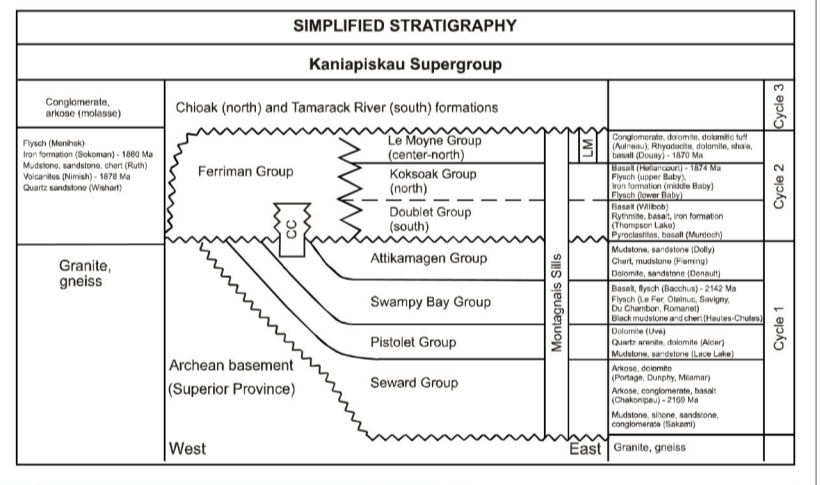 SIMPLIFIED STRATIGRAPHY
Kaniapiskau Supergroup
Conglomerate,
arkose (molasse)
Chioak (north) and Tamarack River (south) formations
Cycle 3
Flysch (Menihek)
Iron formation (Sokoman) - 1880 Ma
Mudstone, sandstone, chert (Ruth)
Volcanites (Nimish) - 1878 Ma
Quartz sandstone (Wishart)
Ferriman Group
Le Moyne Group
(center-north)
Koksoak Group
(north)
Doublet Group
(south)
CC
LM
Conglomerate, dolomite, dolomitic tuff
(Aulneau); Rhyodacite, dolomite, shale,
basalt (Douay) - 1870 Ma
Basalt (Hellancourt) - 1874 Ma
Flysch (upper Baby),
Iron formation (middle Baby)
Flysch (lower Baby)
Basalt (Willbob)
Rythmite, basalt, iron formation
(Thompson Lake)
Pyroclastites, basalt (Murdoch)
Cycle 2
Granite,
gneiss
Attikamagen Group
Swampy Bay Group
Pistolet Group
Seward Group
Archean basement
(Superior Province)
West
Montagnais Sills
East
Mudstone, sandstone (Dolly)
Chert, mudstone (Fleming)
Dolomite, sandstone (Denault)
Basalt, flysch (Bacchus) - 2142 Ma
Flysch (Le Fer, Otelnuc, Savigny,
Du Chambon, Romanet)
Black mudstone and chert (Hautes-Chutes)
Dolomite (Uvé)
Quartz arenite, dolomite (Alder)
Mudstone, sandstone (Lace Lake)
Arkose, dolomite
(Portage, Dunphy, Milamar)
Arkose, conglomerate, basalt
(Chakonipau) - 2169 Ma
Mudstone, siltone, sandstone,
conglomerate (Sakami)
Granite, gneiss
Cycle 1